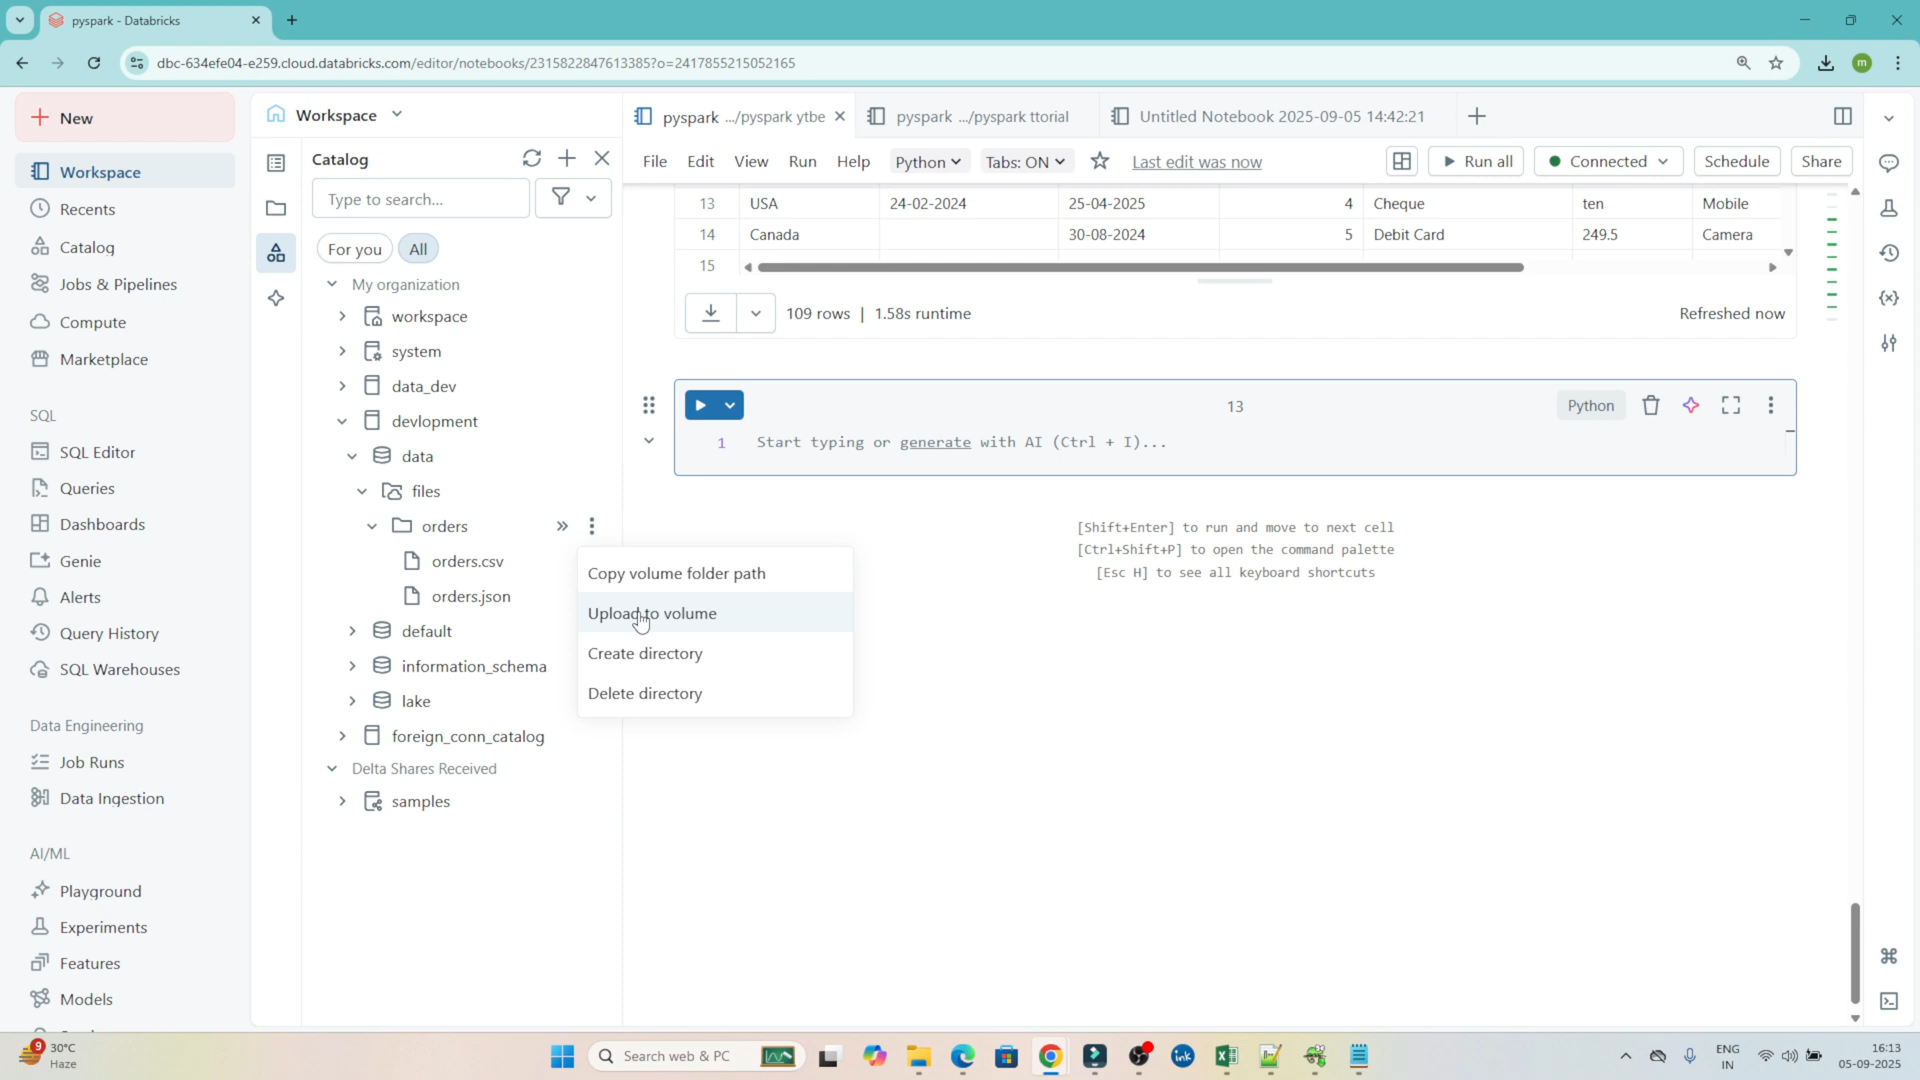 pyspark - Databricks
dbc-634efe04-e259.cloud.databricks.com/editor/notebooks/231582284761338​5?o=2417855215052165
m
New
Workspace
Recents
Catalog
Jobs & Pipelines
Compute
Marketplace
SQL
SQL Editor
Queries
Dashboards
Genie
Alerts
Query History
SQL Warehouses
Data Engineering
Job Runs
Data Ingestion
AI/ML
Playground
Experiments
Features
Models
Workspace
Catalog
Type to search...
For you
All
My organization
workspace
system
data_dev
devlopment
data
files
orders
orders.csv
orders.json
default
information_schema
lake
foreign_conn_catalog
Delta Shares Received
samples
Copy volume folder path
Upload to volume
Create directory
Delete directory
pyspark .../pyspark ytbe
pyspark .../pyspark ttorial
Untitled Notebook 2025-09-05 14:42:21
File Edit View Run Help Python Tabs: ON Last edit was now Run all Connected Schedule Share
13 USA 24-02-2024 25-04-2025 4 Cheque ten Mobile
14 Canada 30-08-2024 5 Debit Card 249.5 Camera
15
109 rows | 1.58s runtime
Refreshed now
13
Python
1 Start typing or generate with AI (Ctrl + I)...
[Shift+Enter] to run and move to next cell
[Ctrl+Shift+P] to open the command palette
[Esc H] to see all keyboard shortcuts
9
30°C
Haze
Search web & PC
ink
ENG
IN
16:13
05-09-2025